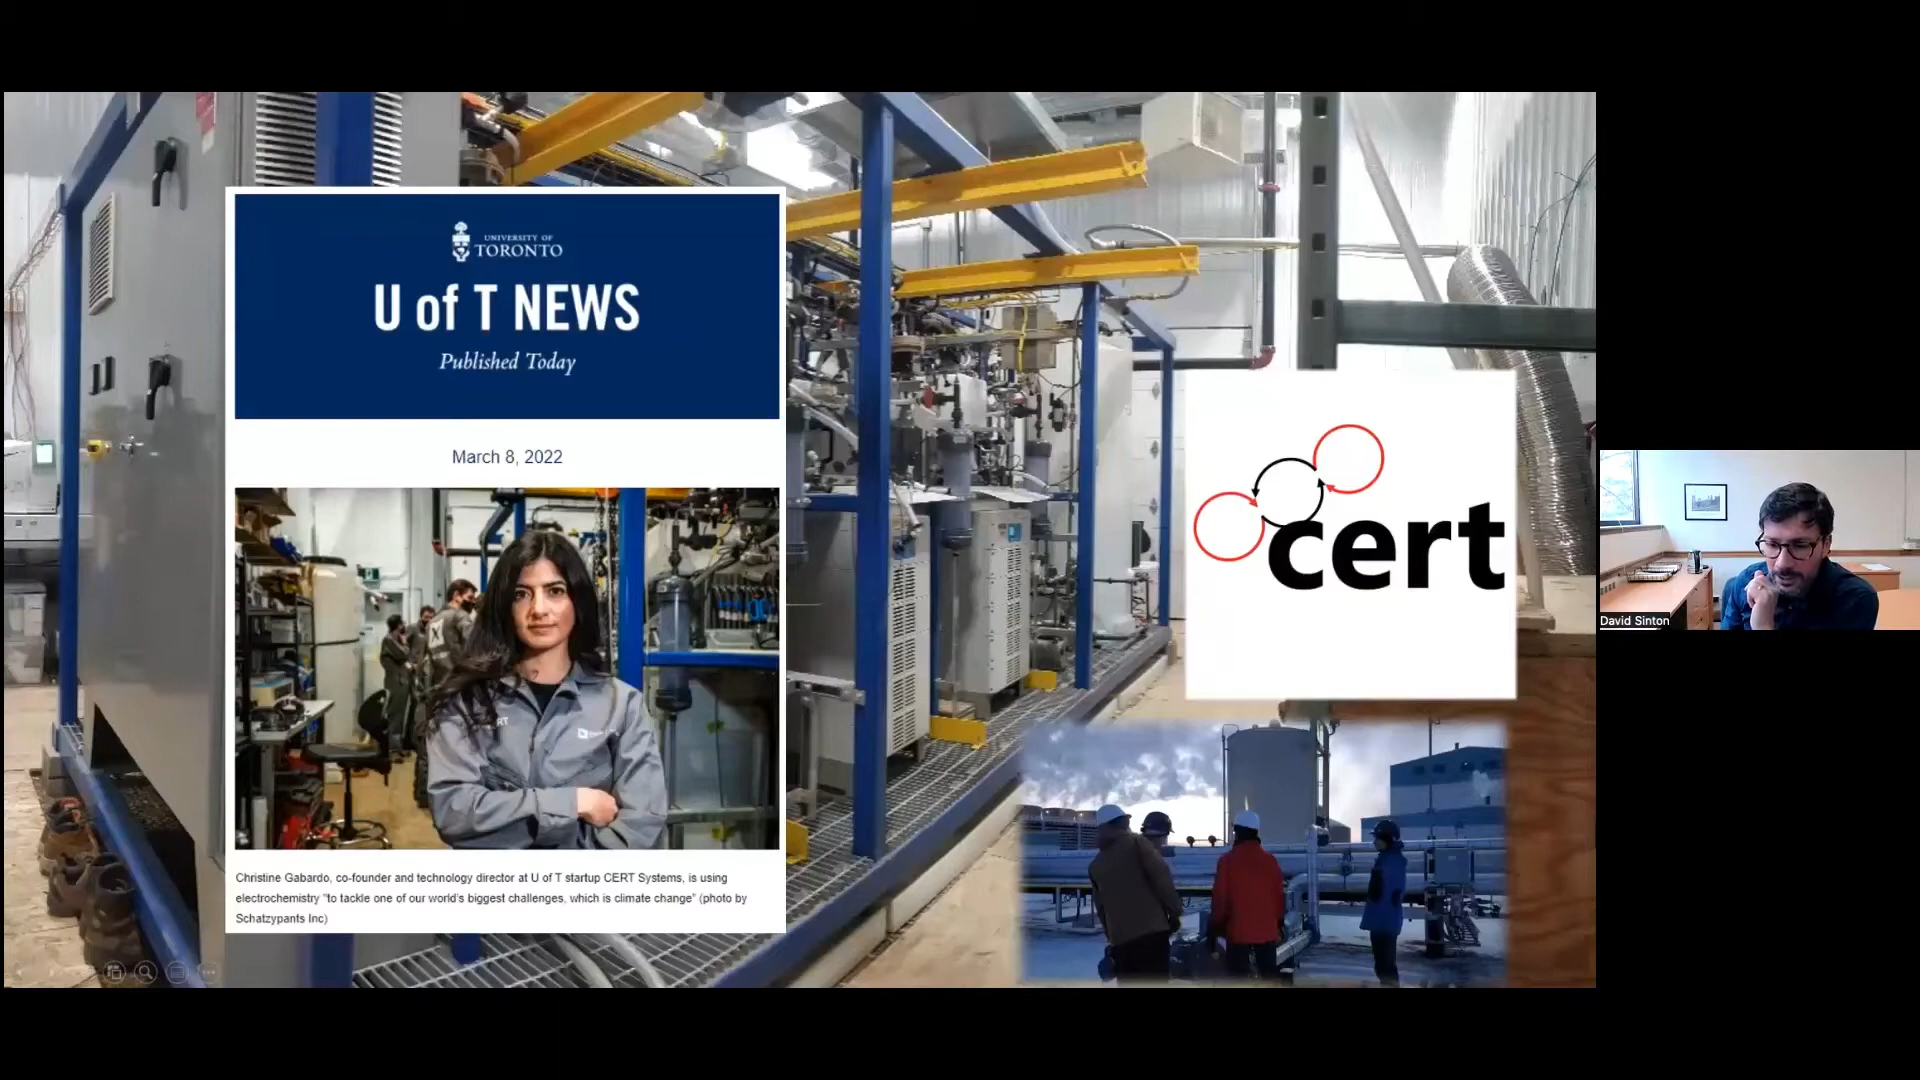 UNIVERSITY OF
TORONTO
U of T NEWS
Published Today
March 8, 2022
Christine Gabardo, co-founder and technology director at U of T startup CERT Systems, is using
electrochemistry "to tackle one of our world's biggest challenges, which is climate change" (photo by
Schatzypants Inc)
cert
David Sinton